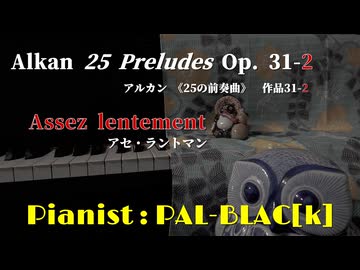 Alkan 25 Preludes Op. 31-2
アルカン 《25の前奏曲》 作品31-2
Assez lentement
アセ・ラントマン
Pianist : PAL-BLAC[k]